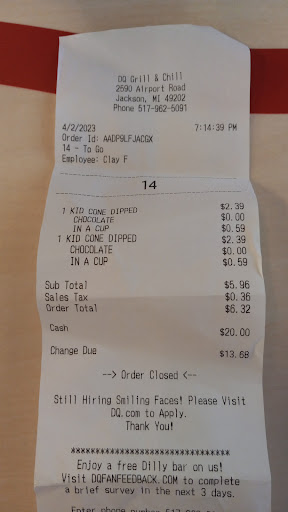 DQ Grill & Chill
2590 Airport Road
Jackson, MI 49202
Phone 517-962-5091
4/2/2023 7:14:39 PM
Order Id: AADP9LFJACGX
14 - To Go
Employee: Clay F
14
1 KID CONE DIPPED $2.39
CHOCOLATE $0.00
IN A CUP $0.59
1 KID CONE DIPPED $2.39
CHOCOLATE $0.00
IN A CUP $0.59
Sub Total $5.96
Sales Tax $0.36
Order Total $6.32
Cash $20.00
Change Due $13.68
--> Order Closed <--
Still Hiring Smiling Faces! Please Visit
DQ.com to Apply.
Thank You!
********************************
Enjoy a free Dilly bar on us!
Visit DQFANFEEDBACK.COM to complete
a brief survey in the next 3 days.
Enter phone number 517-962